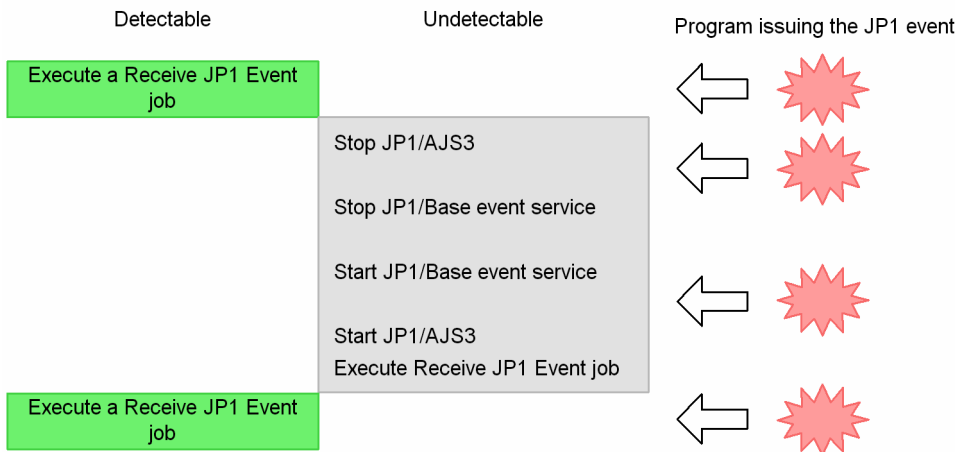 Detectable
Undetectable
Program issuing the JP1 event
Execute a Receive JP1 Event
job
Stop JP1/AJS3
Stop JP1/Base event service
Start JP1/Base event service
Start JP1/AJS3
Execute Receive JP1 Event job
Execute a Receive JP1 Event
job